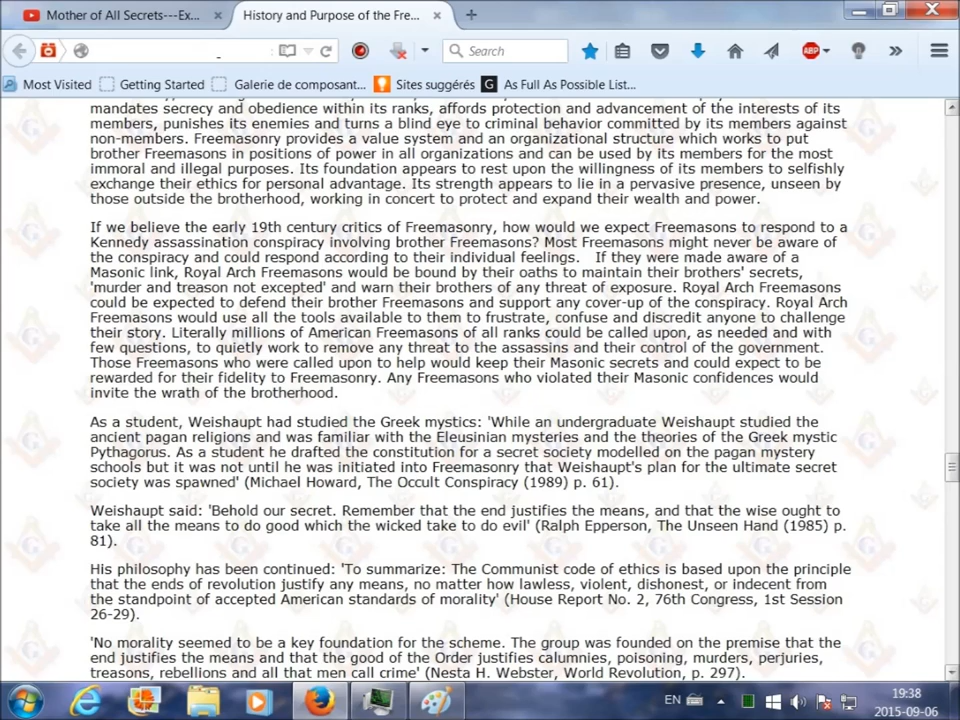 Mother of All Secrets---Ex...
History and Purpose of the Fre...
Search
ABP
Most Visited
Getting Started
Galerie de composant...
Sites suggérés
G
As Full As Possible List...
mandates secrecy and obedience within its ranks, affords protection and advancement of the interests of its
members, punishes its enemies and turns a blind eye to criminal behavior committed by its members against
non-members. Freemasonry provides a value system and an organizational structure which works to put
brother Freemasons in positions of power in all organizations and can be used by its members for the most
immoral and illegal purposes. Its foundation appears to rest upon the willingness of its members to selfishly
exchange their ethics for personal advantage. Its strength appears to lie in a pervasive presence, unseen by
those outside the brotherhood, working in concert to protect and expand their wealth and power.
If we believe the early 19th century critics of Freemasonry, how would we expect Freemasons to respond to a
Kennedy assassination conspiracy involving brother Freemasons? Most Freemasons might never be aware of
the conspiracy and could respond according to their individual feelings.   If they were made aware of a
Masonic link, Royal Arch Freemasons would be bound by their oaths to maintain their brothers' secrets,
'murder and treason not excepted' and warn their brothers of any threat of exposure. Royal Arch Freemasons
could be expected to defend their brother Freemasons and support any cover-up of the conspiracy. Royal Arch
Freemasons would use all the tools available to them to frustrate, confuse and discredit anyone to challenge
their story. Literally millions of American Freemasons of all ranks could be called upon, as needed and with
few questions, to quietly work to remove any threat to the assassins and their control of the government.
Those Freemasons who were called upon to help would keep their Masonic secrets and could expect to be
rewarded for their fidelity to Freemasonry. Any Freemasons who violated their Masonic confidences would
invite the wrath of the brotherhood.
As a student, Weishaupt had studied the Greek mystics: 'While an undergraduate Weishaupt studied the
ancient pagan religions and was familiar with the Eleusinian mysteries and the theories of the Greek mystic
Pythagorus. As a student he drafted the constitution for a secret society modelled on the pagan mystery
schools but it was not until he was initiated into Freemasonry that Weishaupt's plan for the ultimate secret
society was spawned' (Michael Howard, The Occult Conspiracy (1989) p. 61).
Weishaupt said: 'Behold our secret. Remember that the end justifies the means, and that the wise ought to
take all the means to do good which the wicked take to do evil' (Ralph Epperson, The Unseen Hand (1985) p.
81).
His philosophy has been continued: 'To summarize: The Communist code of ethics is based upon the principle
that the ends of revolution justify any means, no matter how lawless, violent, dishonest, or indecent from
the standpoint of accepted American standards of morality' (House Report No. 2, 76th Congress, 1st Session
26-29).
'No morality seemed to be a key foundation for the scheme. The group was founded on the premise that the
end justifies the means and that the good of the Order justifies calumnies, poisoning, murders, perjuries,
treasons, rebellions and all that men call crime' (Nesta H. Webster, World Revolution, p. 297).
EN
19:38
2015-09-06